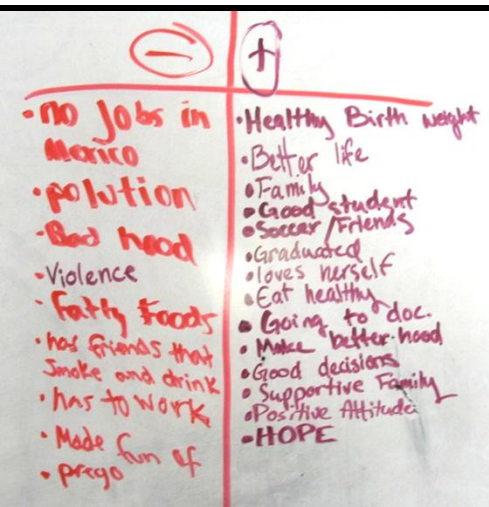 −
• no Jobs in
Mexico
• polution
• Bad hood
• Violence
• fatty foods
• has friends that
Smoke and drink
• has to work
• Made fun of
• prego
+
• Healthy Birth weight
• Better life
• Family
• Good student
• Soccer/Friends
• Graduated
• loves herself
• Eat healthy
• Going to doc.
• Make better-hood
• Good decisions
• Supportive Family
• Positive Attitude
• HOPE